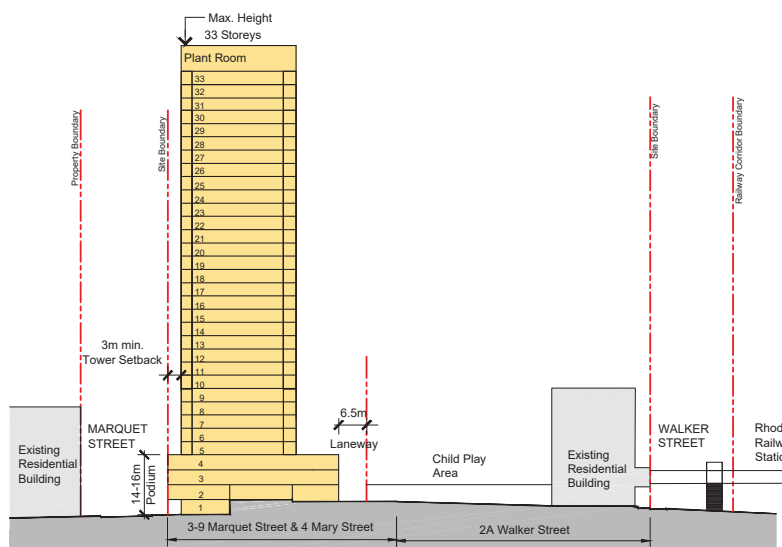 Max. Height
33 Storeys
Plant Room
33
32
31
30
29
28
27
26
25
24
23
22
21
20
19
18
17
16
15
14
13
12
11
10
9
8
7
6
5
4
3
2
1
Property Boundary
Site Boundary
3m min.
Tower Setback
MARQUET
STREET
Existing
Residential
Building
14-16m
Podium
6.5m
Laneway
Child Play
Area
Existing
Residential
Building
Site Boundary
Railway Corridor Boundary
WALKER
STREET
Rhod
Railw
Static
3-9 Marquet Street & 4 Mary Street
2A Walker Street